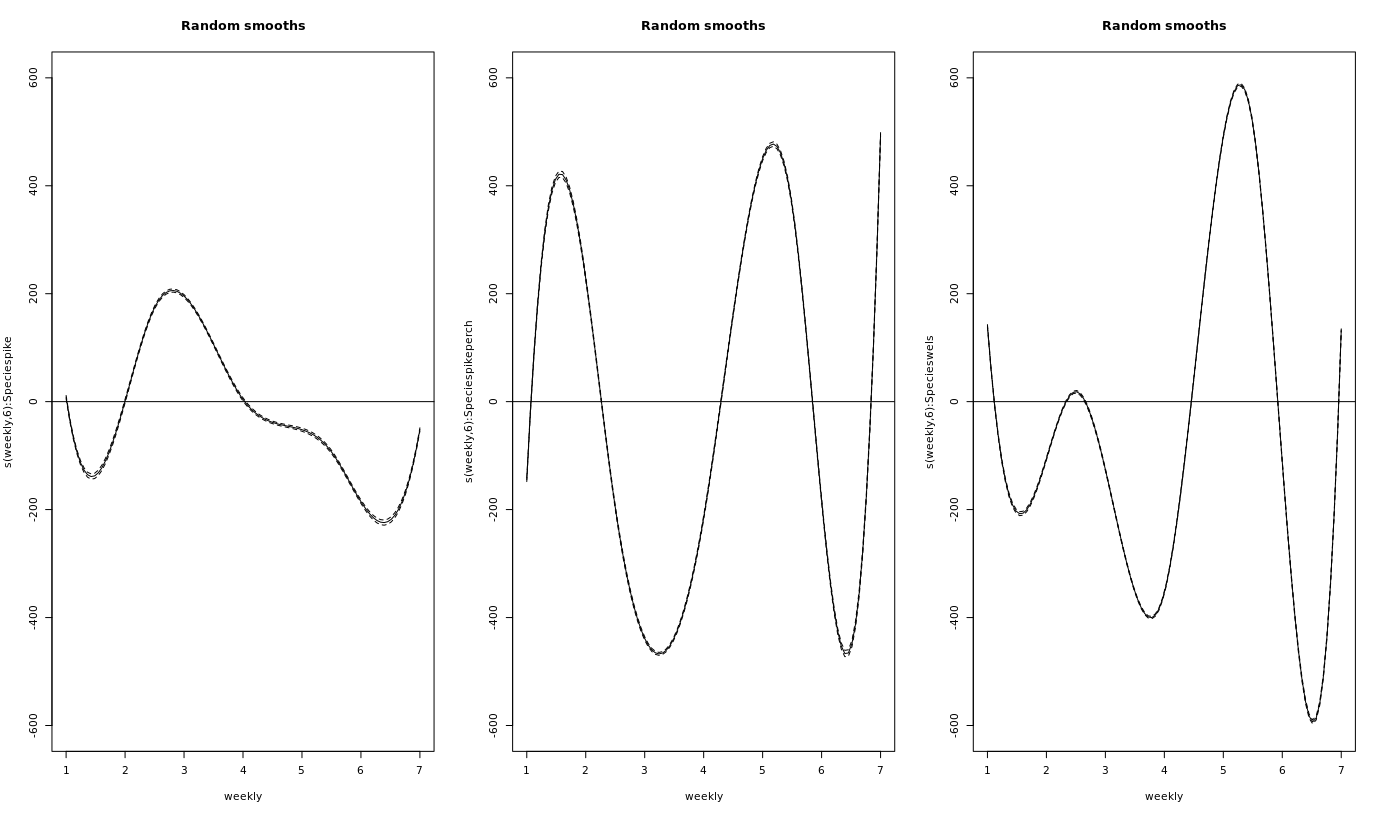 Random smooths
s(weekly,6):Speciespike
600
400
200
0
-200
-400
-600
1 2 3 4 5 6 7
weekly
Random smooths
s(weekly,6):Speciespikeperch
600
400
200
0
-200
-400
-600
1 2 3 4 5 6 7
weekly
Random smooths
s(weekly,6):Specieswels
600
400
200
0
-200
-400
-600
1 2 3 4 5 6 7
weekly